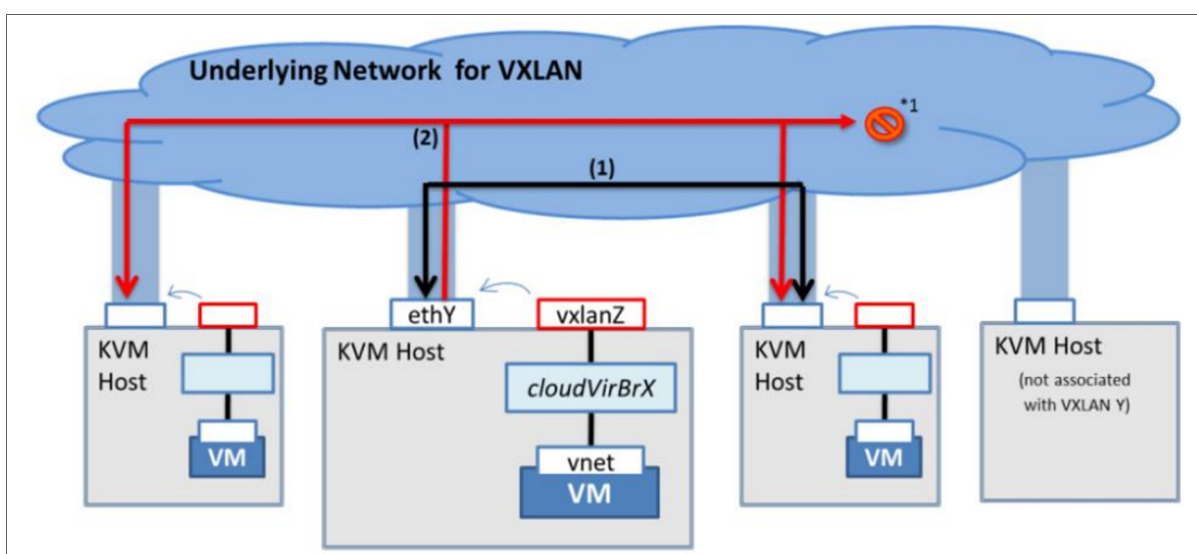 Underlying Network for VXLAN
*1
(2)
(1)
ethY
vxlanZ
KVM
Host
VM
KVM Host
cloudVirBrX
vnet
VM
KVM
Host
VM
KVM Host
(not associated
with VXLAN Y)